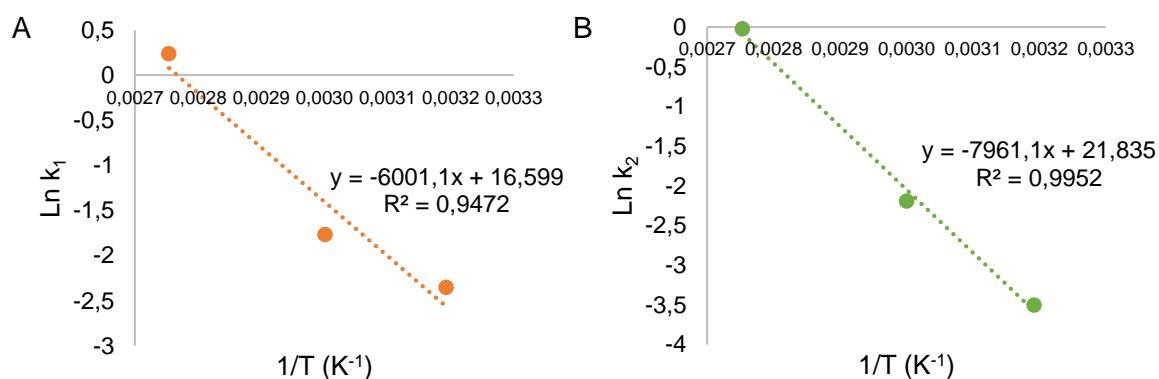 A
0,5
0
-0,5
-1
-1,5
-2
-2,5
-3
0,0027 0,0028 0,0029 0,0030 0,0031 0,0032 0,0033
Ln k₁
y = -6001,1x + 16,599
R² = 0,9472
1/T (K⁻¹)
B
0
-0,5
-1
-1,5
-2
-2,5
-3
-3,5
-4
0,0027 0,0028 0,0029 0,0030 0,0031 0,0032 0,0033
Ln k₂
y = -7961,1x + 21,835
R² = 0,9952
1/T (K⁻¹)